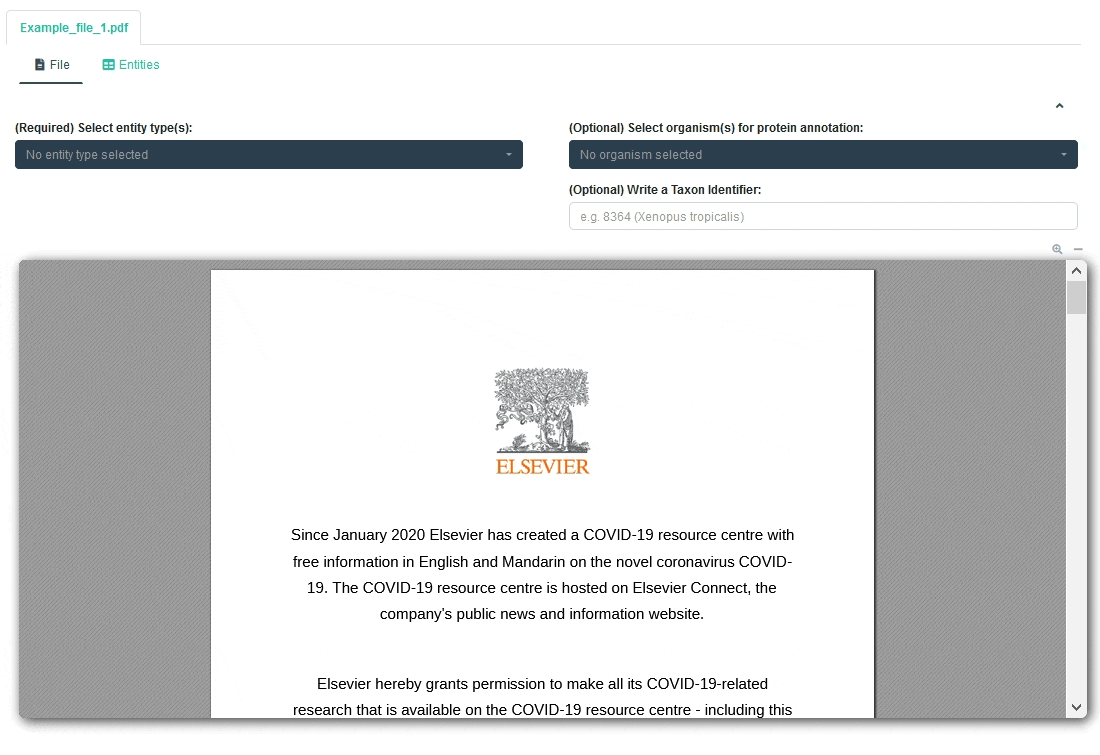 Example_file_1.pdf
File
Entities
(Required) Select entity type(s):
(Optional) Select organism(s) for protein annotation:
No entity type selected
No organism selected
(Optional) Write a Taxon Identifier:
e.g. 8364 (Xenopus tropicalis)
ELSEVIER
Since January 2020 Elsevier has created a COVID-19 resource centre with
free information in English and Mandarin on the novel coronavirus COVID-
19. The COVID-19 resource centre is hosted on Elsevier Connect, the
company's public news and information website.
Elsevier hereby grants permission to make all its COVID-19-related
research that is available on the COVID-19 resource centre - including this